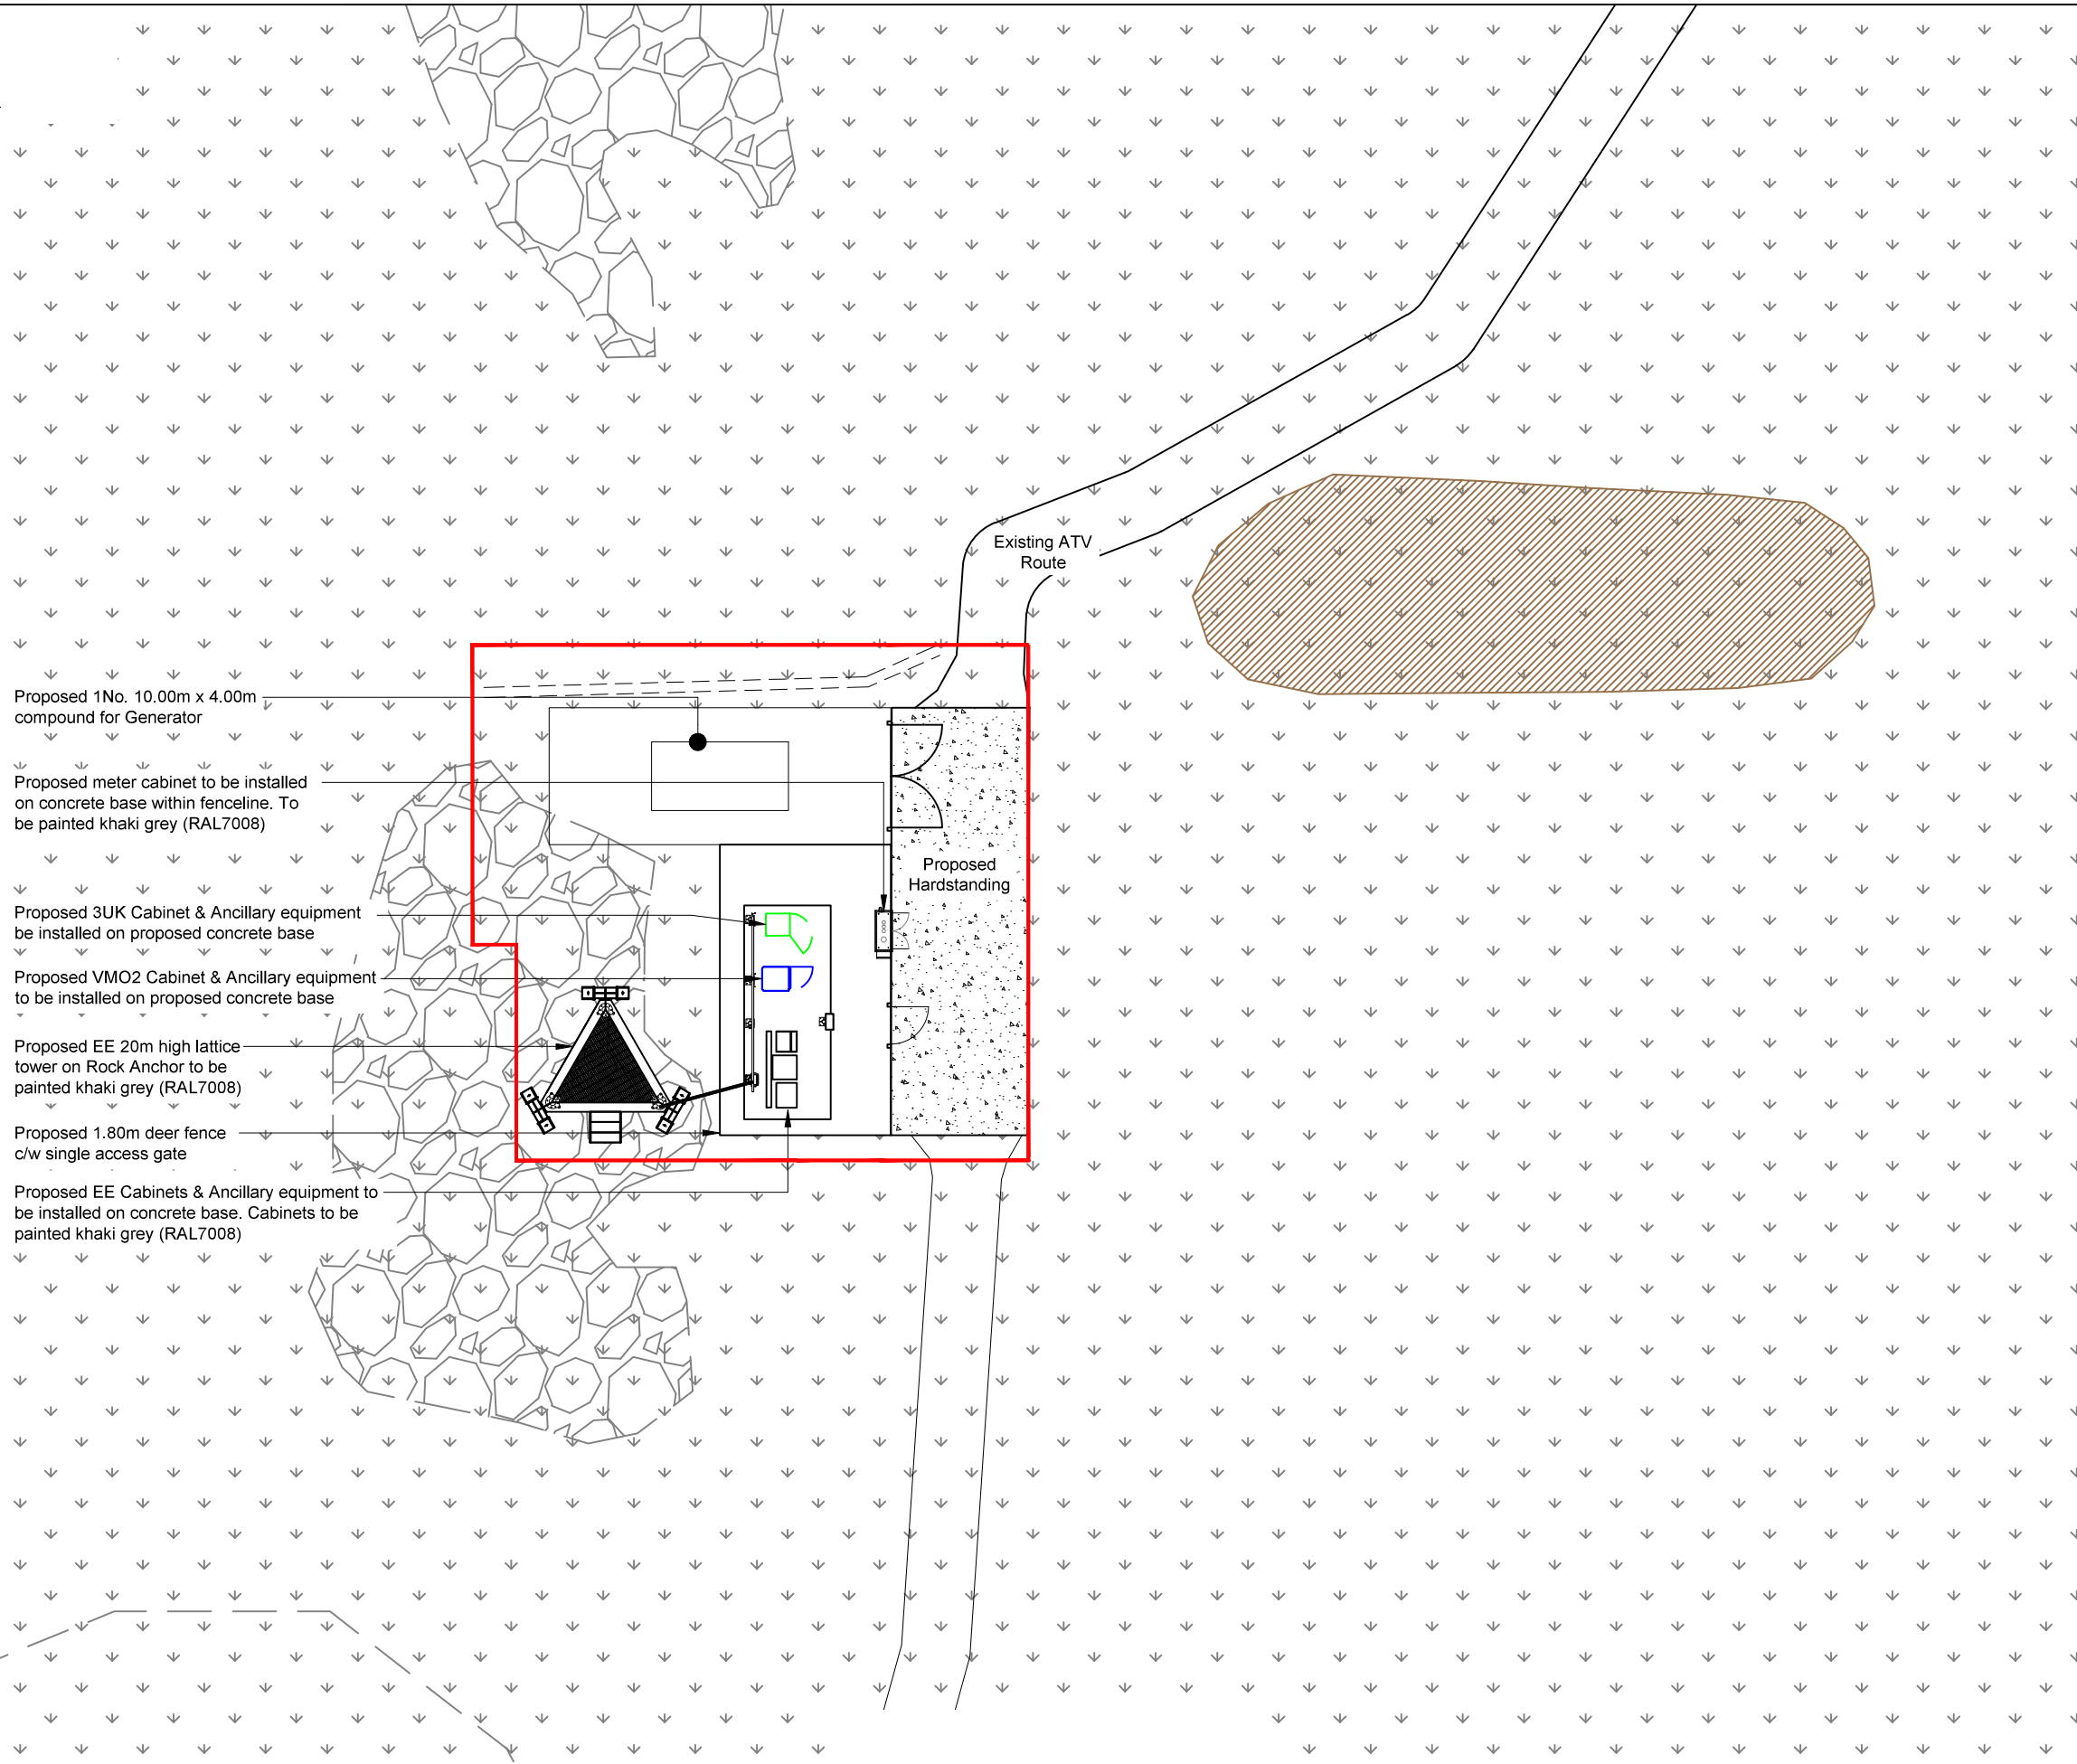 Existing ATV
Route
Proposed 1No. 10.00m x 4.00m
compound for Generator
Proposed meter cabinet to be installed
on concrete base within fenceline. To
be painted khaki grey (RAL7008)
Proposed
Hardstanding
Proposed 3UK Cabinet & Ancillary equipment
be installed on proposed concrete base
Proposed VMO2 Cabinet & Ancillary equipment
to be installed on proposed concrete base
Proposed EE 20m high lattice
tower on Rock Anchor to be
painted khaki grey (RAL7008)
Proposed 1.80m deer fence
c/w single access gate
Proposed EE Cabinets & Ancillary equipment to
be installed on concrete base. Cabinets to be
painted khaki grey (RAL7008)